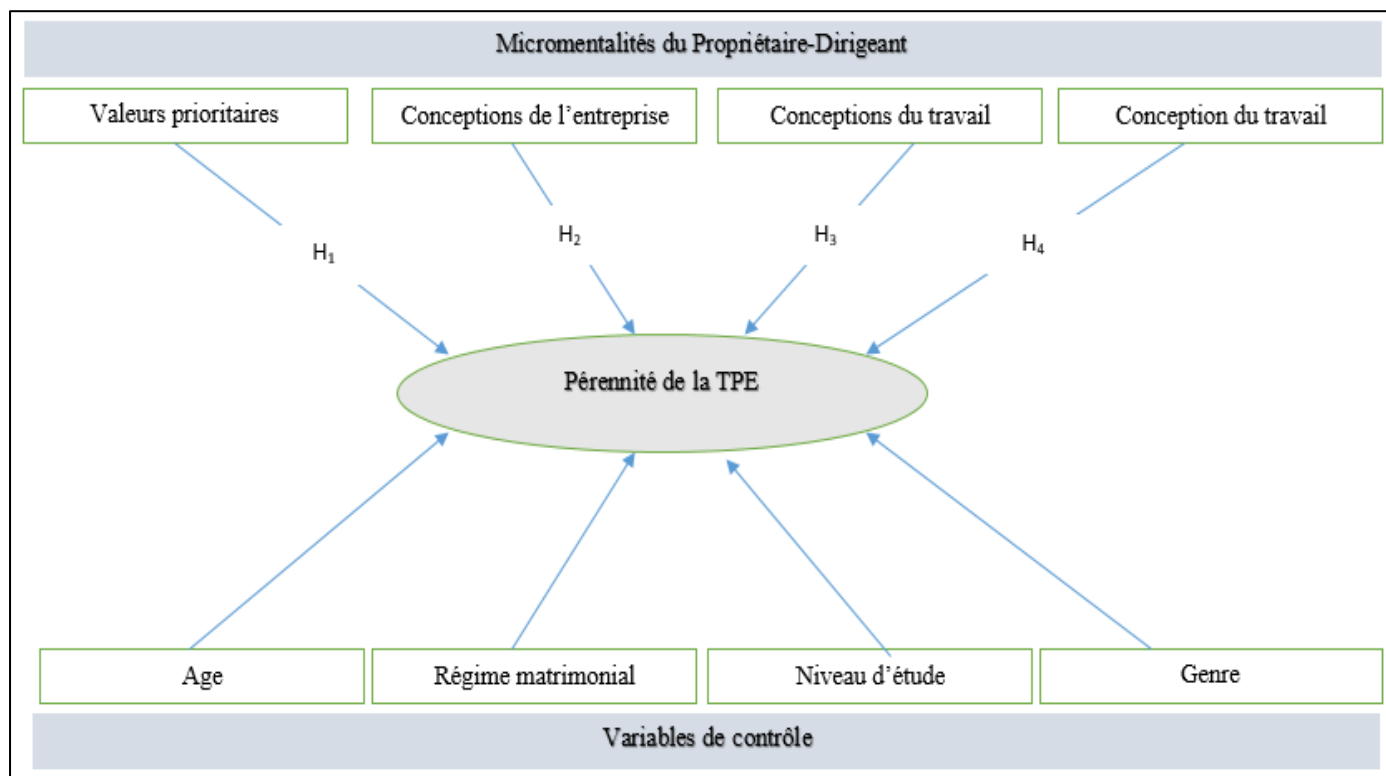 Micromentalités du Propriétaire-Dirigeant
Valeurs prioritaires
Conceptions de l’entreprise
Conceptions du travail
Conception du travail
H₁
H₂
H₃
H₄
Pérennité de la TPE
Age
Régime matrimonial
Niveau d’étude
Genre
Variables de contrôle